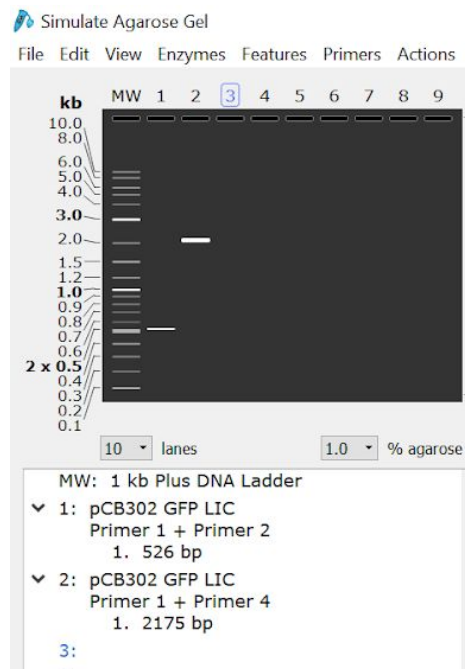 Simulate Agarose Gel
File Edit View Enzymes Features Primers Actions
kb MW 1 2 3 4 5 6 7 8 9
10.0
8.0
6.0
5.0
4.0
3.0
2.0
1.5
1.2
1.0
0.9
0.8
0.7
0.6
2 x 0.5
0.4
0.3
0.2
0.1
10 lanes 1.0 % agarose
MW: 1 kb Plus DNA Ladder
1: pCB302 GFP LIC
Primer 1 + Primer 2
1. 526 bp
2: pCB302 GFP LIC
Primer 1 + Primer 4
1. 2175 bp
3: